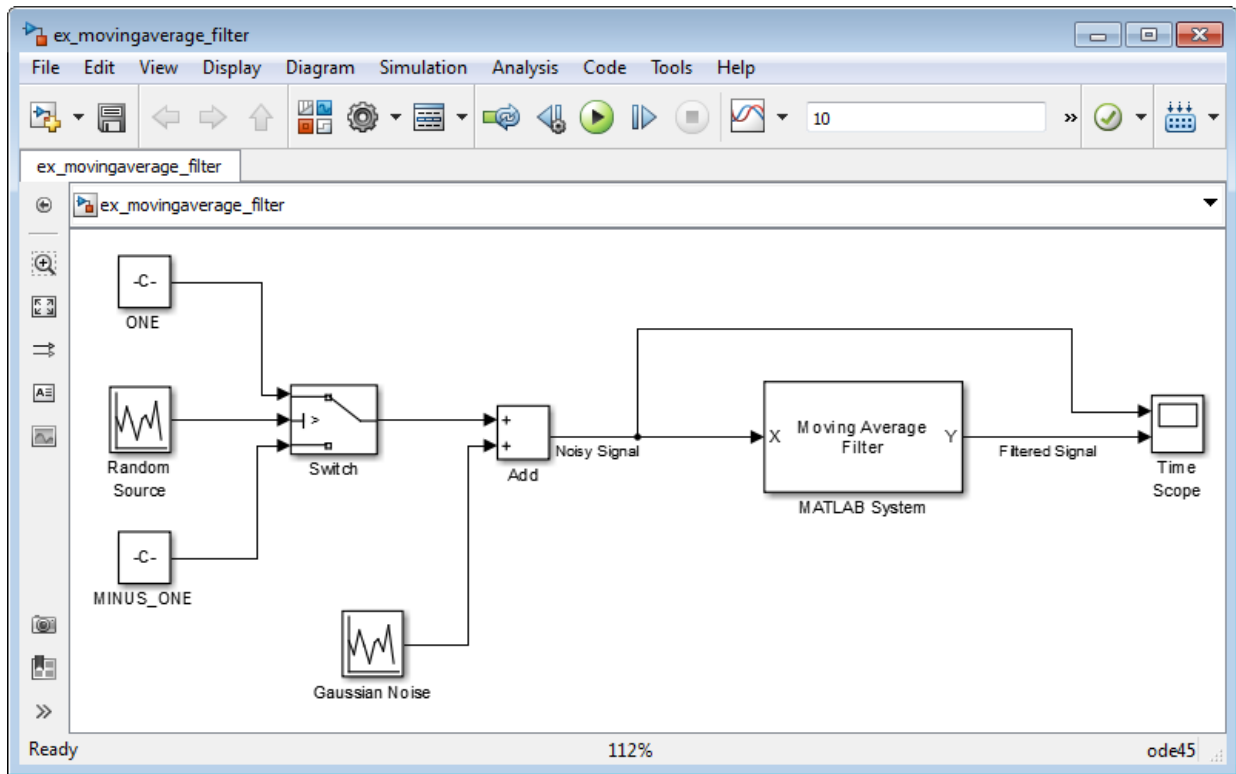 ex_movingaverage_filter
File Edit View Display Diagram Simulation Analysis Code Tools Help
10
»
ex_movingaverage_filter
ex_movingaverage_filter
-C-
ONE
Random
Source
>
Switch
-C-
MINUS_ONE
Gaussian Noise
+
+
Add
Noisy Signal
X
Moving Average
Filter
Y
MATLAB System
Filtered Signal
Time
Scope
Ready
112%
ode45